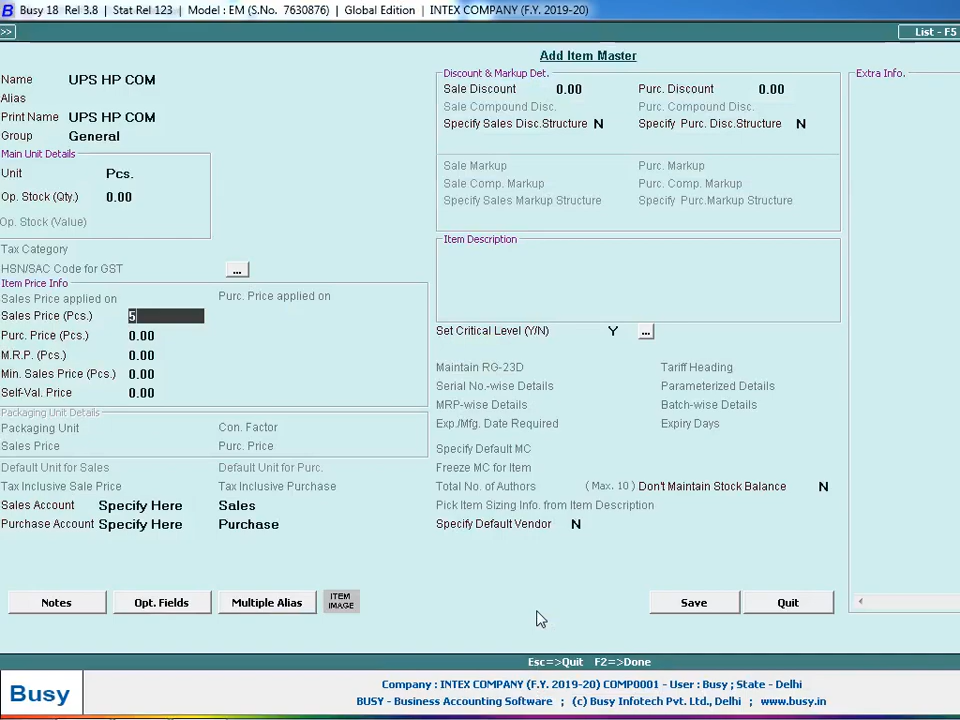 Busy 18 Rel 3.8 | Stat Rel 123 | Model : EM (S.No. 7630876) | Global Edition | INTEX COMPANY (F.Y. 2019-20)
>> List - F5
Add Item Master
Name UPS HP COM
Alias
Print Name UPS HP COM
Group General
Main Unit Details
Unit Pcs.
Op. Stock (Qty.) 0.00
Op. Stock (Value)
Tax Category
HSN/SAC Code for GST ...
Item Price Info
Sales Price applied on Purc. Price applied on
Sales Price (Pcs.) 5
Purc. Price (Pcs.) 0.00
M.R.P. (Pcs.) 0.00
Min. Sales Price (Pcs.) 0.00
Self-Val. Price 0.00
Packaging Unit Details
Packaging Unit Con. Factor
Sales Price Purc. Price
Default Unit for Sales Default Unit for Purc.
Tax Inclusive Sale Price Tax Inclusive Purchase
Sales Account Specify Here Sales
Purchase Account Specify Here Purchase
Discount & Markup Det.
Sale Discount 0.00 Purc. Discount 0.00
Sale Compound Disc. Purc. Compound Disc.
Specify Sales Disc.Structure N Specify Purc. Disc.Structure N
Sale Markup Purc. Markup
Sale Comp. Markup Purc. Comp. Markup
Specify Sales Markup Structure Specify Purc.Markup Structure
Item Description
Set Critical Level (Y/N) Y ...
Maintain RG-23D Tariff Heading
Serial No.-wise Details Parameterized Details
MRP-wise Details Batch-wise Details
Exp./Mfg. Date Required Expiry Days
Specify Default MC
Freeze MC for Item
Total No. of Authors (Max. 10) Don't Maintain Stock Balance N
Pick Item Sizing Info. from Item Description
Specify Default Vendor N
Extra Info.
Notes Opt. Fields Multiple Alias ITEM IMAGE Save Quit
Esc=>Quit F2=>Done
Busy
Company : INTEX COMPANY (F.Y. 2019-20) COMP0001 - User : Busy ; State - Delhi
BUSY - Business Accounting Software ; (c) Busy Infotech Pvt. Ltd., Delhi ; www.busy.in